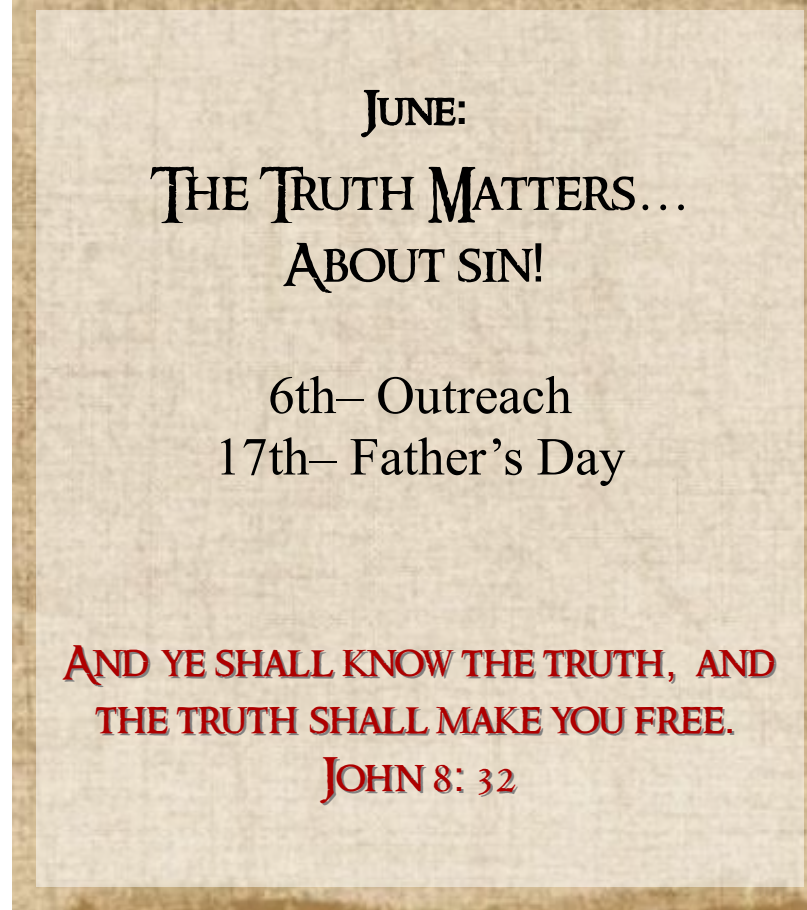 June:
The Truth Matters…
About sin!
6th– Outreach
17th– Father’s Day
And ye shall know the truth, and
the truth shall make you free.
John 8: 32